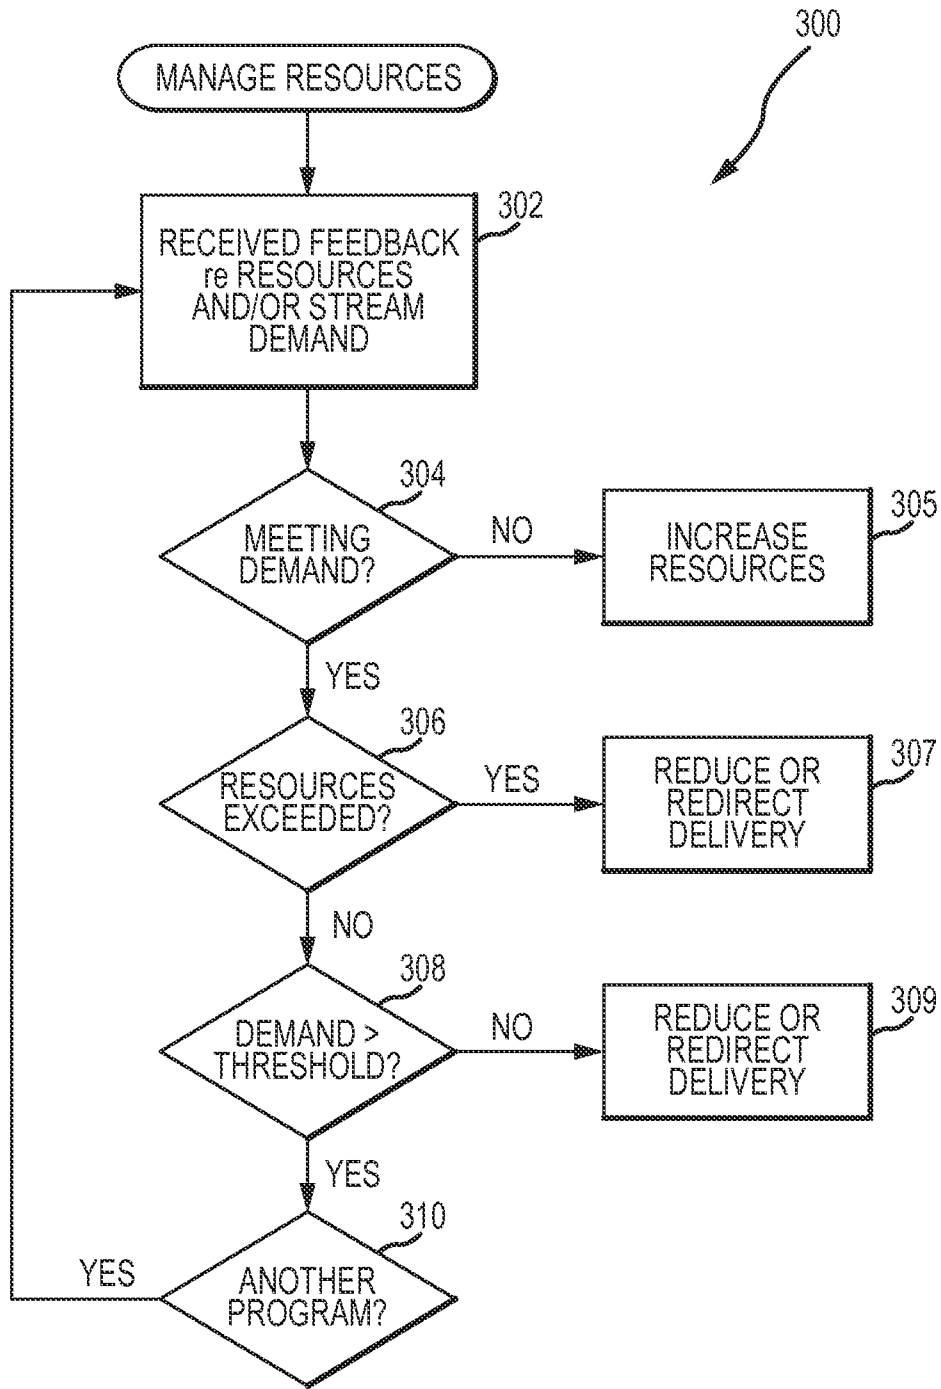 300
MANAGE RESOURCES
302
RECEIVED FEEDBACK
re RESOURCES
AND/OR STREAM
DEMAND
304
MEETING
DEMAND?
NO
305
INCREASE
RESOURCES
YES
306
RESOURCES
EXCEEDED?
YES
307
REDUCE OR
REDIRECT
DELIVERY
NO
308
DEMAND >
THRESHOLD?
NO
309
REDUCE OR
REDIRECT
DELIVERY
YES
310
ANOTHER
PROGRAM?
YES